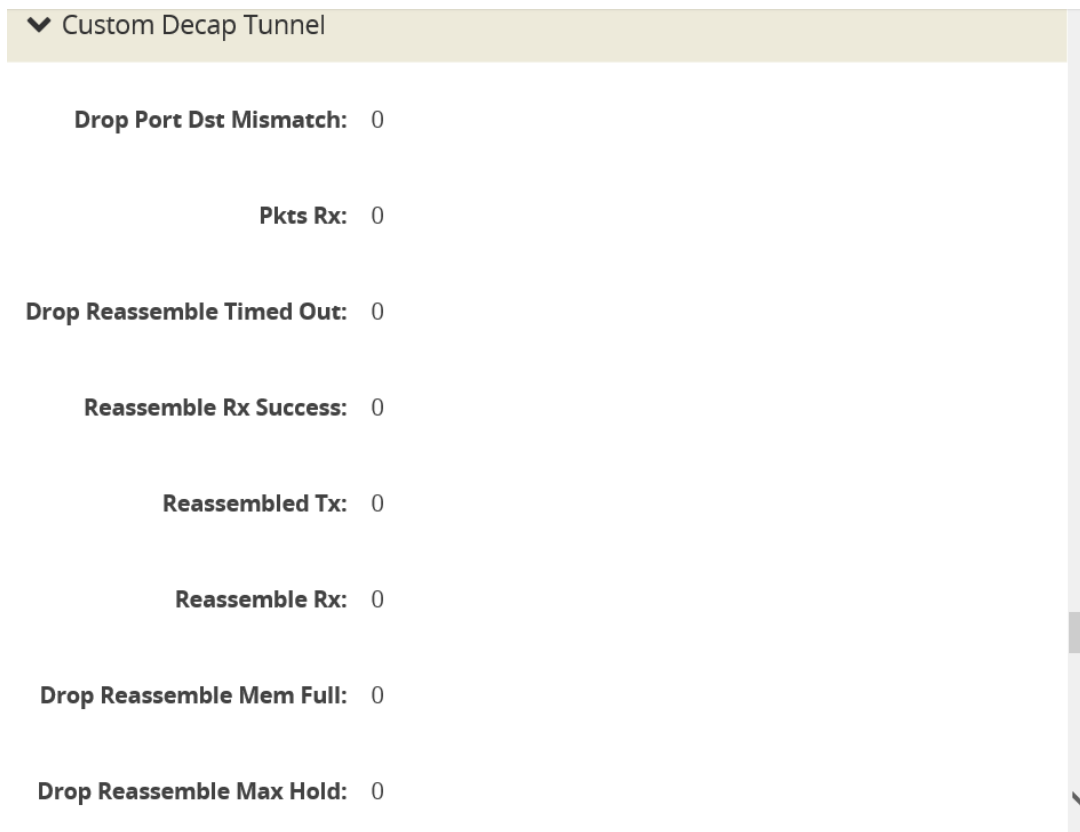 Custom Decap Tunnel
Drop Port Dst Mismatch: 0
Pkts Rx: 0
Drop Reassemble Timed Out: 0
Reassemble Rx Success: 0
Reassembled Tx: 0
Reassemble Rx: 0
Drop Reassemble Mem Full: 0
Drop Reassemble Max Hold: 0